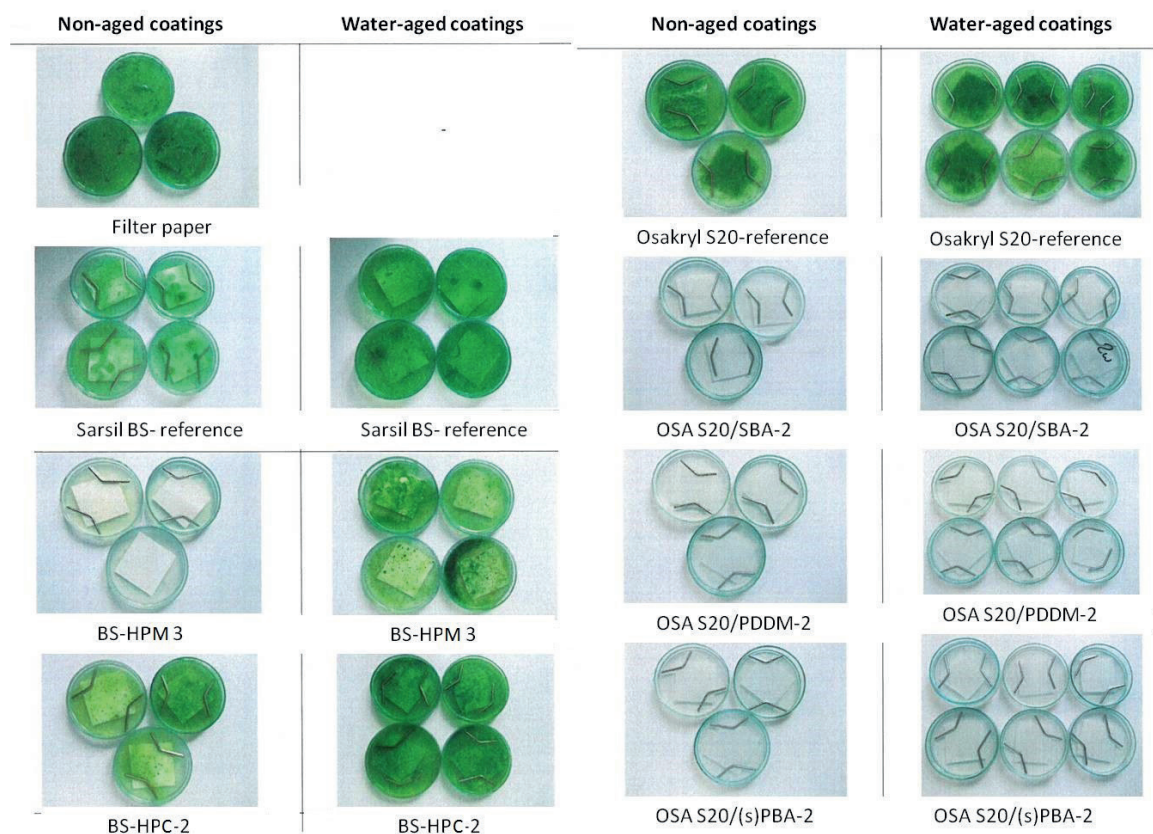 Non-aged coatings
Water-aged coatings
-
Filter paper
Sarsil BS- reference
Sarsil BS- reference
BS-HPM 3
BS-HPM 3
BS-HPC-2
BS-HPC-2
Non-aged coatings
Water-aged coatings
Osakryl S20-reference
Osakryl S20-reference
OSA S20/SBA-2
OSA S20/SBA-2
OSA S20/PDDM-2
OSA S20/PDDM-2
OSA S20/(s)PBA-2
OSA S20/(s)PBA-2